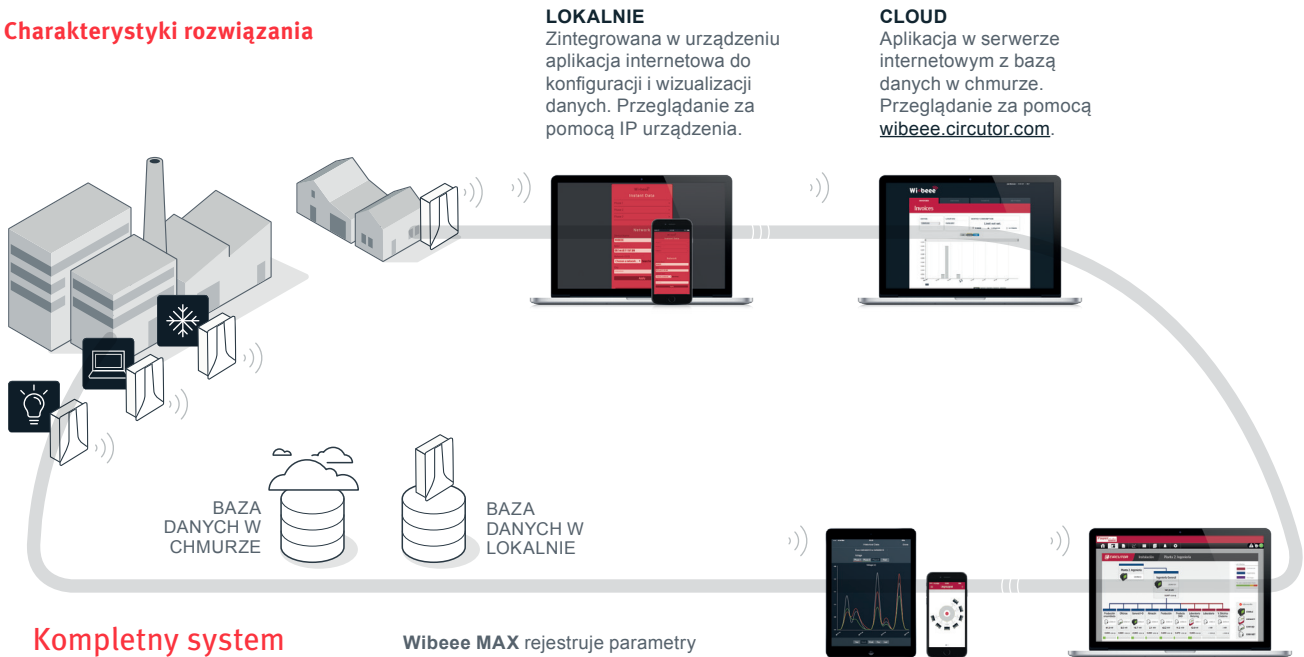 Charakterystyki rozwiązania
LOKALNIE
Zintegrowana w urządzeniu
aplikacja internetowa do
konfiguracji i wizualizacji
danych. Przeglądanie za
pomocą IP urządzenia.
CLOUD
Aplikacja w serwerze
internetowym z bazą
danych w chmurze.
Przeglądanie za pomocą
wibeee.circutor.com.
Wi-beee
Invoices
BAZA
DANYCH W
CHMURZE
BAZA
DANYCH W
LOKALNIE
Kompletny system
Wibeee MAX rejestruje parametry